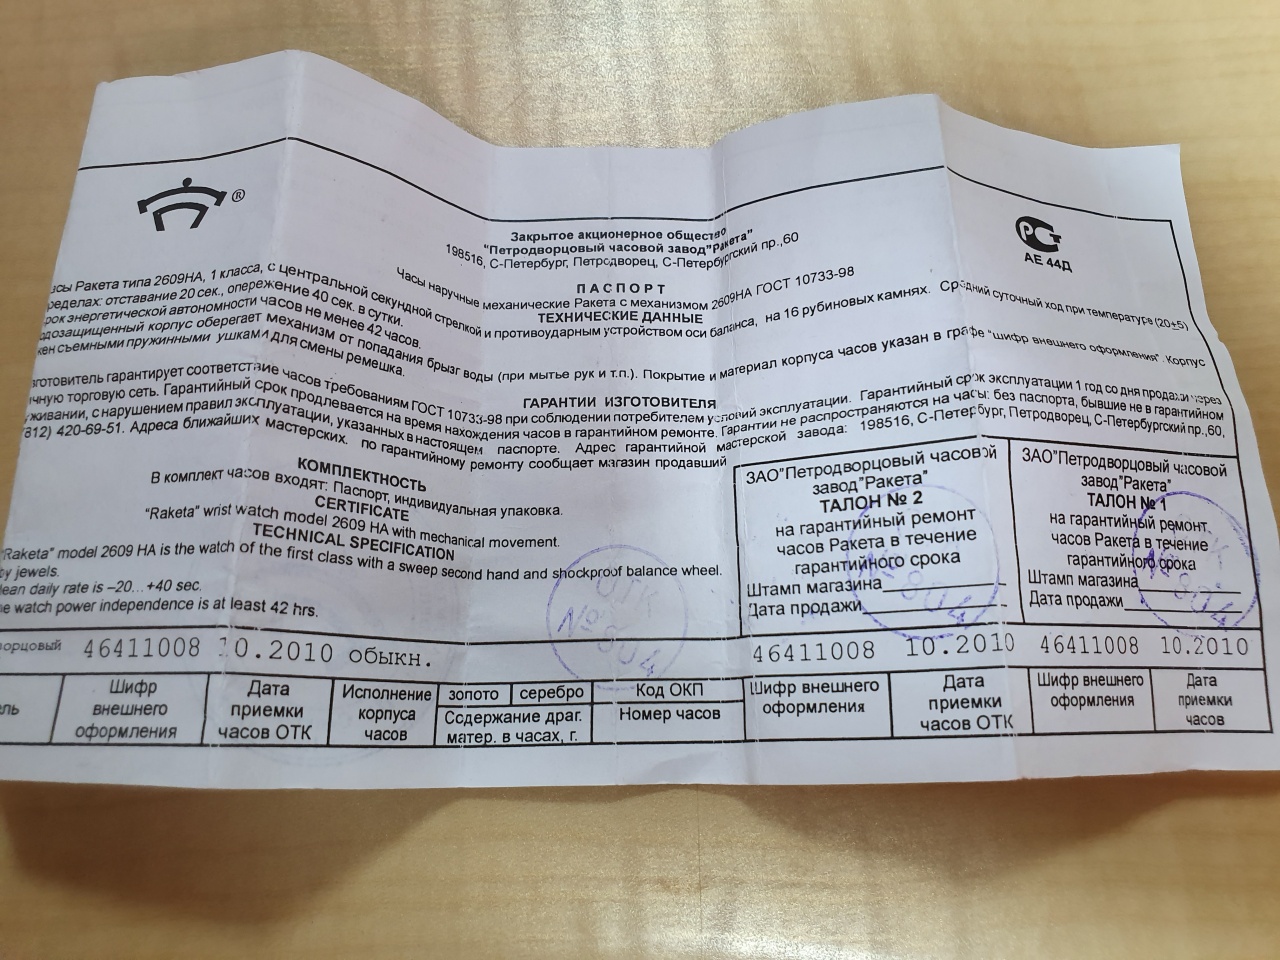 ®
Закрытое акционерное общество
"Петродворцовый часовой завод"Ракета"
198516, С-Петербург, Петродворец, С-Петербургский пр.,60
РСТ
АЕ 44Д
ПАСПОРТ
Часы наручные механические Ракета с механизмом 2609НА ГОСТ 10733-98
ТЕХНИЧЕСКИЕ ДАННЫЕ
Ракета типа 2609НА, 1 класса, с центральной секундной стрелкой и противоударным устройством оси баланса, на 16 рубиновых камнях. Средний суточный ход при температуре (20±5)
отставание 20 сек., опережение 40 сек. в сутки.
энергетической автономности часов не менее 42 часов.
корпус оберегает механизм от попадания брызг воды (при мытье рук и т.п.). Покрытие и материал корпуса часов указан в графе "шифр внешнего оформления". Корпус
съемными пружинными ушками для смены ремешка.
ГАРАНТИИ ИЗГОТОВИТЕЛЯ
гарантирует соответствие часов требованиям ГОСТ 10733-98 при соблюдении потребителем условий эксплуатации. Гарантийный срок эксплуатации 1 год со дня продажи через
торговую сеть. Гарантийный срок продлевается на время нахождения часов в гарантийном ремонте. Гарантии не распространяются на часы: без паспорта, бывшие не в гарантийном
с нарушением правил эксплуатации, указанных в настоящем паспорте. Адрес гарантийной мастерской завода: 198516, С-Петербург, Петродворец, С-Петербургский пр.,60,
812) 420-69-51. Адреса ближайших мастерских. по гарантийному ремонту сообщает магазин продавший
КОМПЛЕКТНОСТЬ
В комплект часов входят: Паспорт, индивидуальная упаковка.
CERTIFICATE
"Raketa" wrist watch model 2609 HA with mechanical movement.
TECHNICAL SPECIFICATION
"Raketa" model 2609 HA is the watch of the first class with a sweep second hand and shockproof balance wheel.
by jewels.
daily rate is –20... +40 sec.
watch power independence is at least 42 hrs.
ЗАО"Петродворцовый часовой
завод"Ракета"
ТАЛОН № 2
на гарантийный ремонт
часов Ракета в течение
гарантийного срока
Штамп магазина
Дата продажи
ЗАО"Петродворцовый часовой
завод"Ракета"
ТАЛОН № 1
на гарантийный ремонт
часов Ракета в течение
гарантийного срока
Штамп магазина
Дата продажи
ОТК
№ 804
№ 804
№ 804
46411008 10.2010 обыкн. 46411008 10.2010 46411008 10.2010
Шифр
внешнего
оформления
Дата
приемки
часов ОТК
Исполнение
корпуса
часов
золото серебро
Содержание драг.
матер. в часах, г.
Код ОКП
Номер часов
Шифр внешнего
оформления
Дата
приемки
часов ОТК
Шифр внешнего
оформления
Дата
приемки
часов